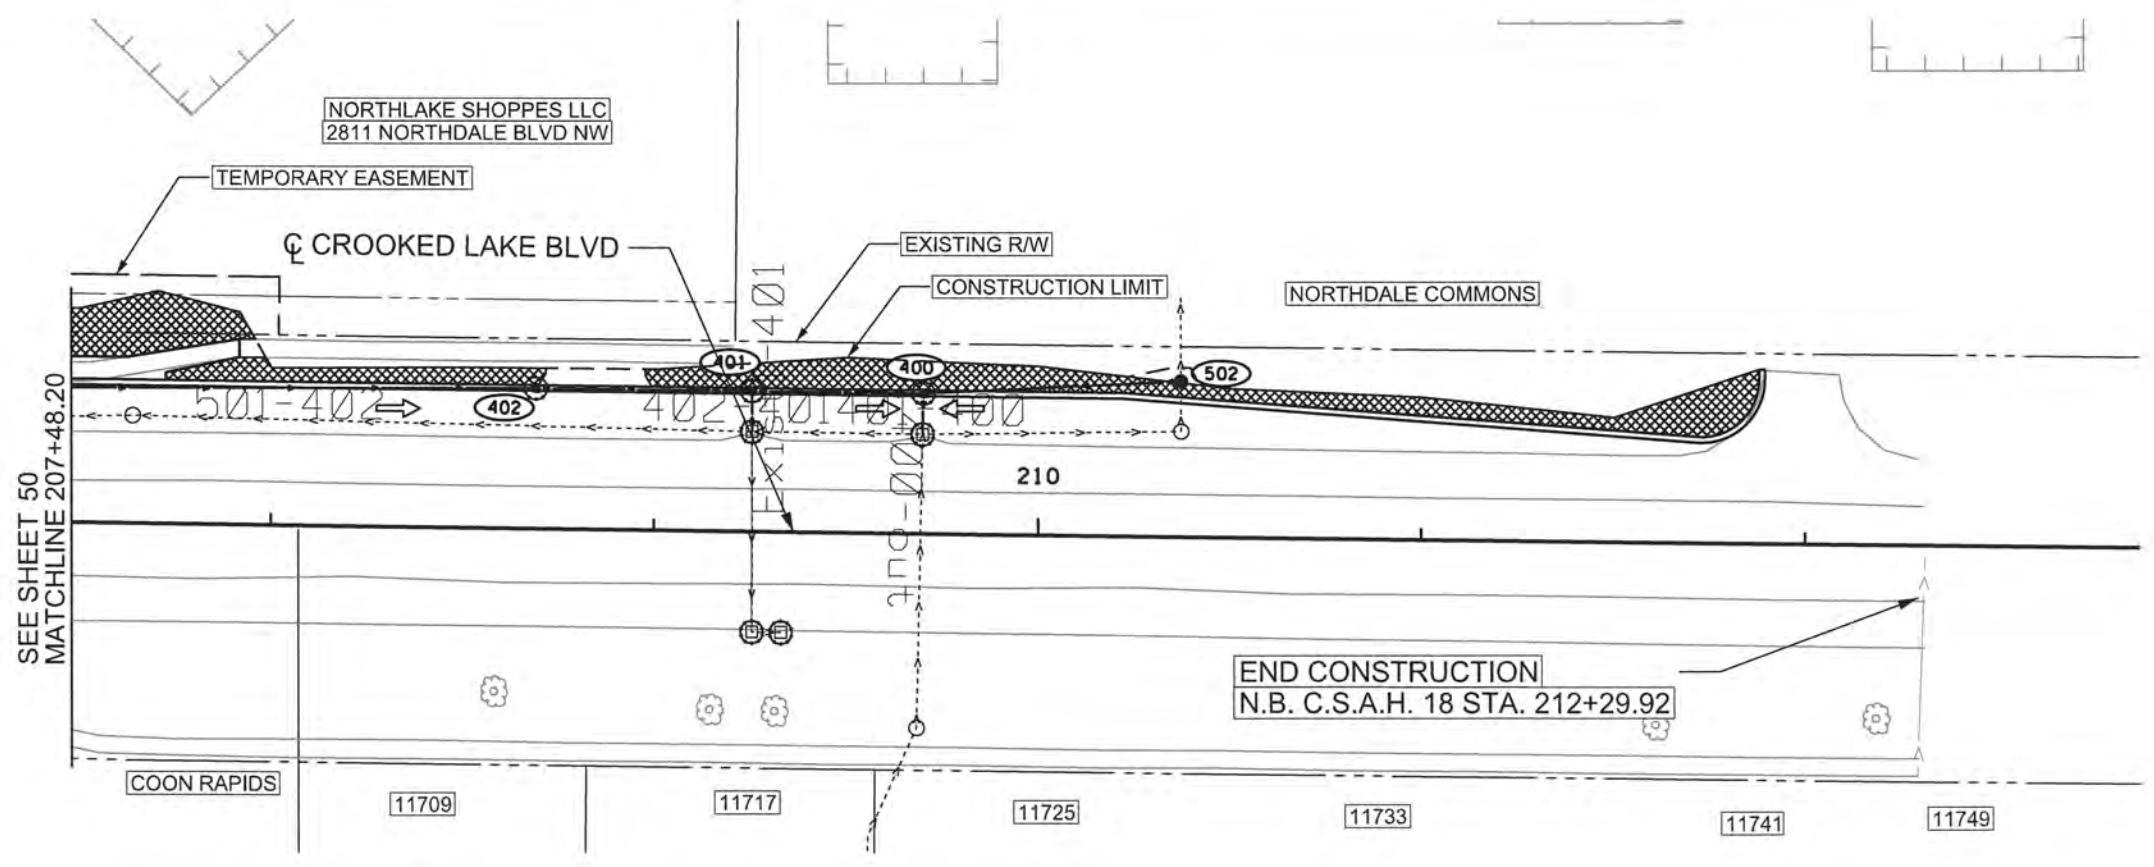 NORTHLAKE SHOPPES LLC
2811 NORTHDALE BLVD NW
TEMPORARY EASEMENT
℄ CROOKED LAKE BLVD
EXISTING R/W
CONSTRUCTION LIMIT
NORTHDALE COMMONS
401
401
400
502
402
501-402
402-401
210
SEE SHEET 50
MATCHLINE 207+48.20
END CONSTRUCTION
N.B. C.S.A.H. 18 STA. 212+29.92
COON RAPIDS
11709
11717
11725
11733
11741
11749